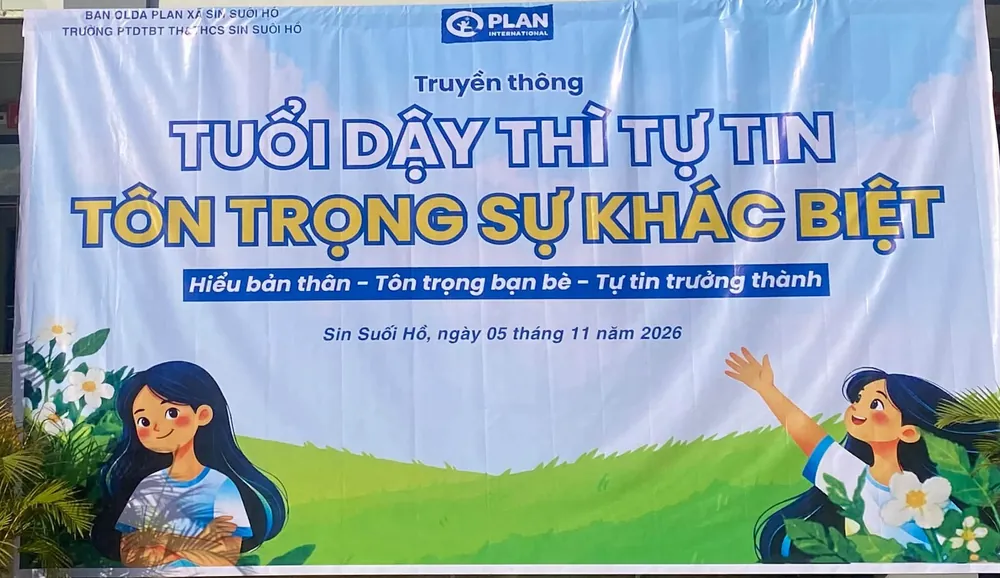 BAN QLDA PLAN XÃ SIN SUỐI HỒ
TRƯỜNG PTDTBT TH&THCS SIN SUỐI HỒ
PLAN
INTERNATIONAL
Truyền thông
TUỔI DẬY THÌ TỰ TIN
TÔN TRỌNG SỰ KHÁC BIỆT
Hiểu bản thân - Tôn trọng bạn bè - Tự tin trưởng thành
Sin Suối Hồ, ngày 05 tháng 11 năm 2026